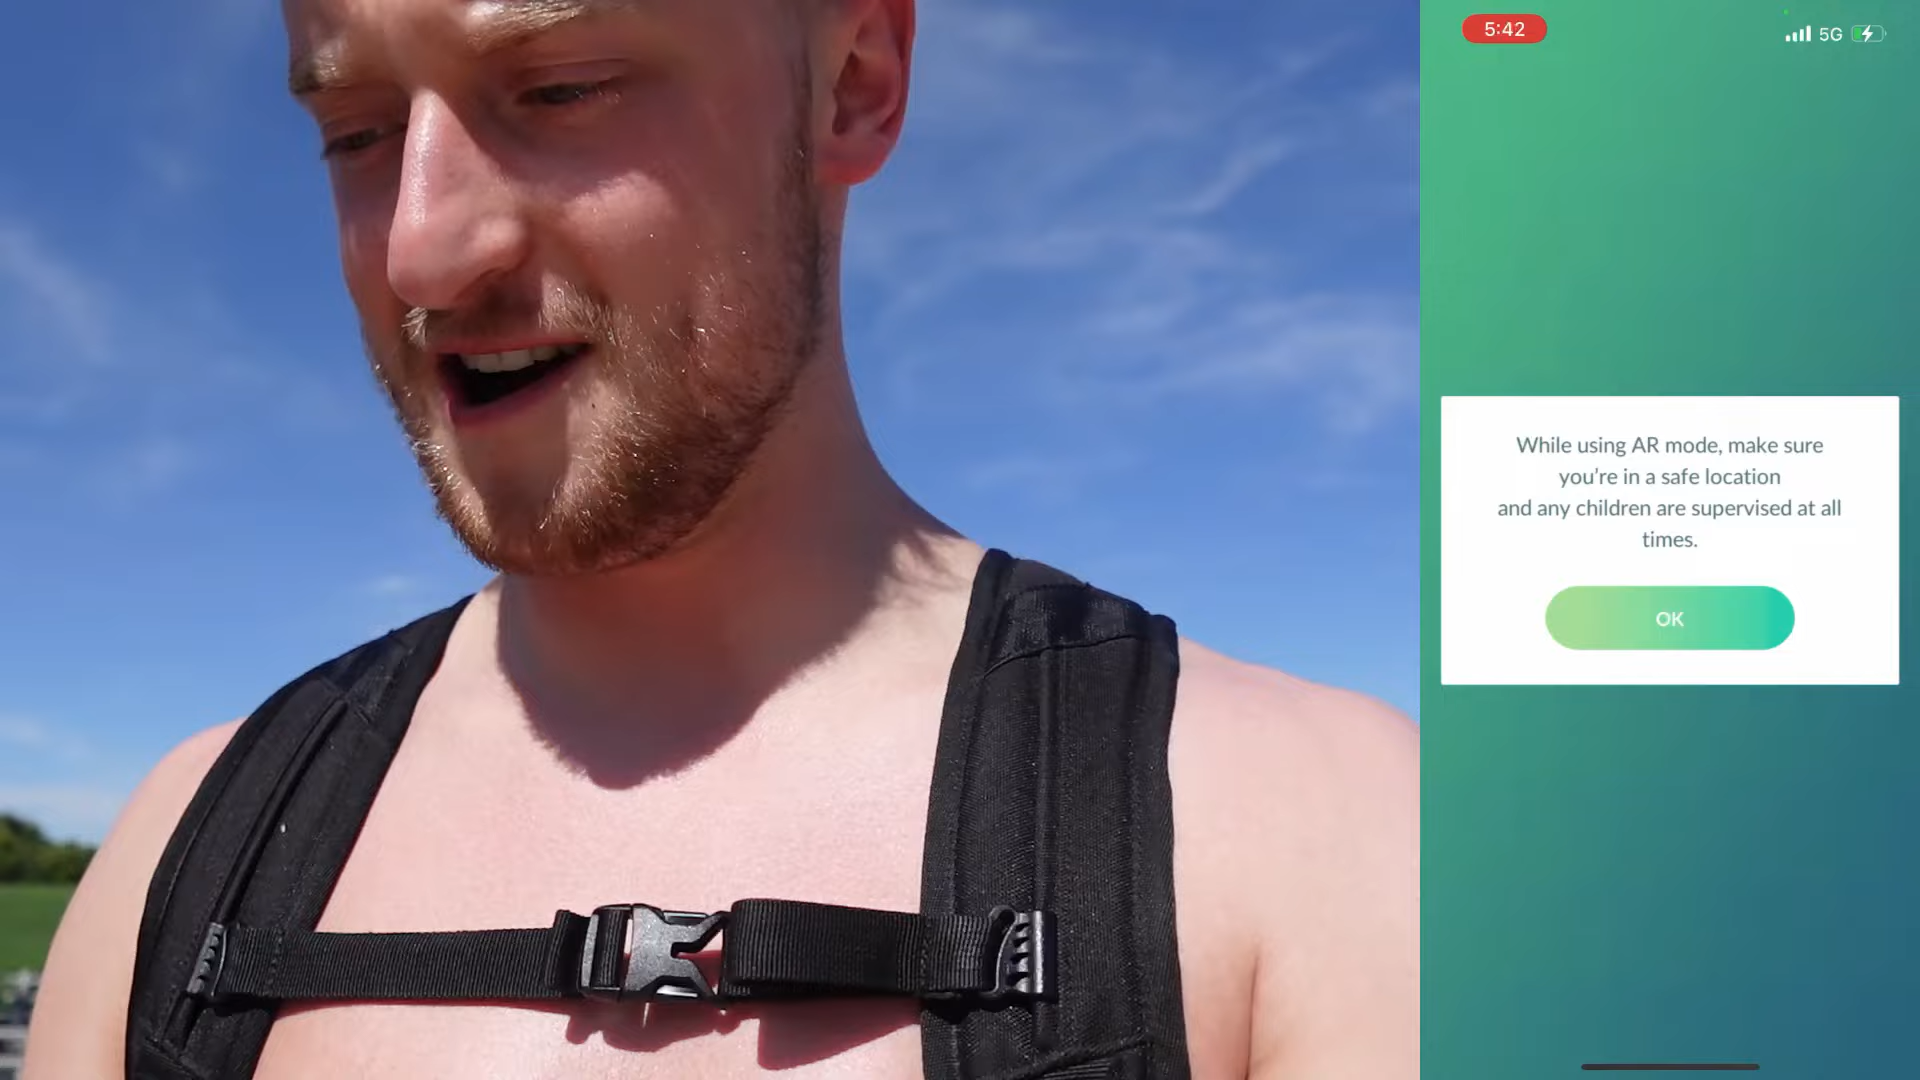 5:42
5G
While using AR mode, make sure
you're in a safe location
and any children are supervised at all
times.
OK